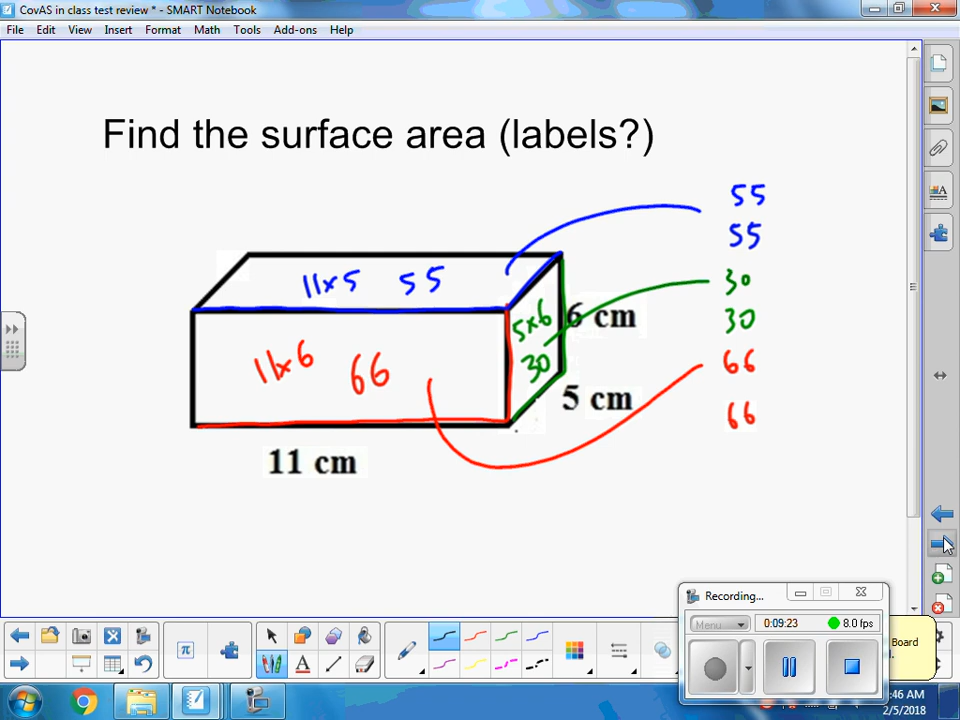 CovAS in class test review * - SMART Notebook
File Edit View Insert Format Math Tools Add-ons Help
Find the surface area (labels?)
55
55
11x5 55
30
5x6
6 cm
30
11x6 66
30
66
5 cm
66
11 cm
Recording...
Menu
0:09:23
8.0 fps
Board
:46 AM
2/5/2018